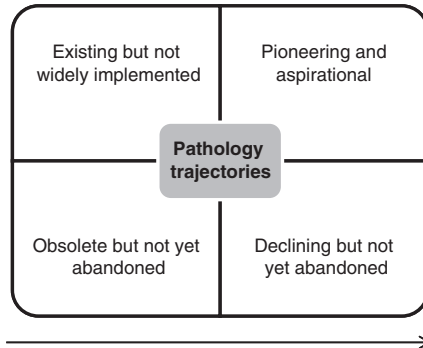 Existing but not
widely implemented
Pioneering and
aspirational
Pathology
trajectories
Obsolete but not yet
abandoned
Declining but not
yet abandoned